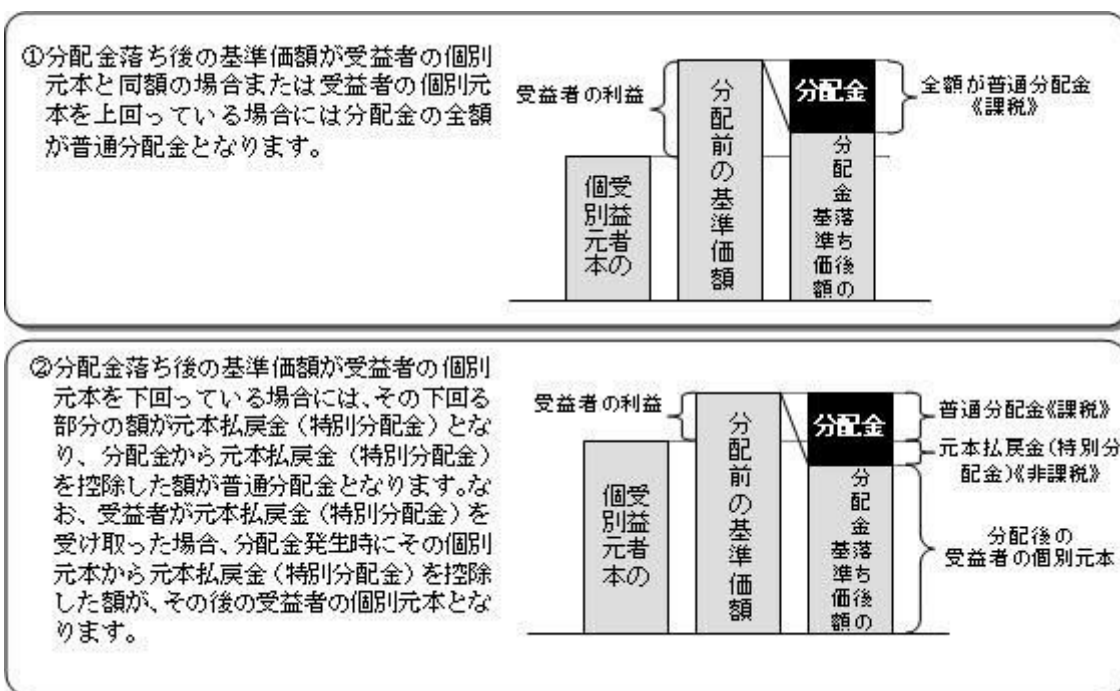 ①分配金落ち後の基準価額が受益者の個別
元本と同額の場合または受益者の個別元
本を上回っている場合には分配金の全額
が普通分配金となります。
受益者の利益
受益者の
個別元本
分配前の基準価額
分配金
分配金落ち後の
基準価額
全額が普通分配金
《課税》
②分配金落ち後の基準価額が受益者の個別
元本を下回っている場合には、その下回る
部分の額が元本払戻金(特別分配金)とな
り、分配金から元本払戻金(特別分配金)
を控除した額が普通分配金となります。な
お、受益者が元本払戻金(特別分配金)を
受け取った場合、分配金発生時にその個別
元本から元本払戻金(特別分配金)を控除
した額が、その後の受益者の個別元本とな
ります。
受益者の利益
受益者の
個別元本
分配前の基準価額
分配金
分配金落ち後の
基準価額
普通分配金《課税》
元本払戻金(特別分
配金)《非課税》
分配後の
受益者の個別元本